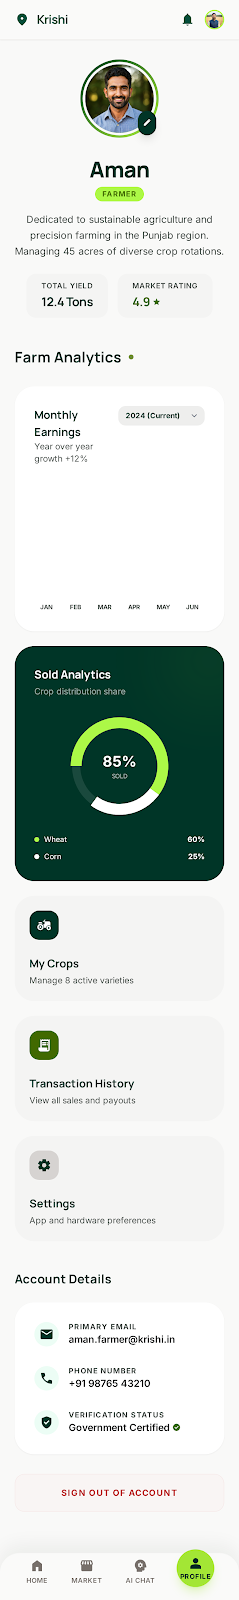 Krishi
Aman
FARMER
Dedicated to sustainable agriculture and
precision farming in the Punjab region.
Managing 45 acres of diverse crop rotations.
TOTAL YIELD
12.4 Tons
MARKET RATING
4.9 ★
Farm Analytics
Monthly
Earnings
2024 (Current)
Year over year
growth +12%
JAN FEB MAR APR MAY JUN
Sold Analytics
Crop distribution share
85%
SOLD
Wheat 60%
Corn 25%
My Crops
Manage 8 active varieties
Transaction History
View all sales and payouts
Settings
App and hardware preferences
Account Details
PRIMARY EMAIL
aman.farmer@krishi.in
PHONE NUMBER
+91 98765 43210
VERIFICATION STATUS
Government Certified
SIGN OUT OF ACCOUNT
HOME MARKET AI CHAT PROFILE